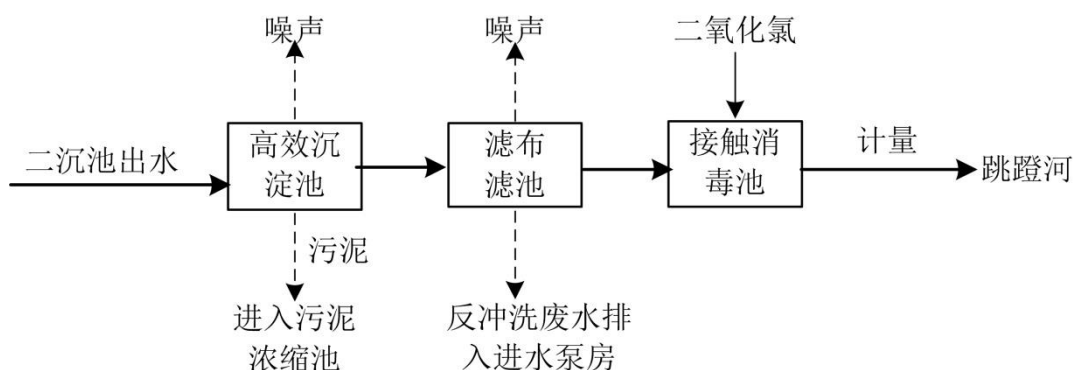 噪声
噪声
二氧化氯
二沉池出水
高效沉
淀池
滤布
滤池
接触消
毒池
计量
跳蹬河
污泥
进入污泥
浓缩池
反冲洗废水排
入进水泵房